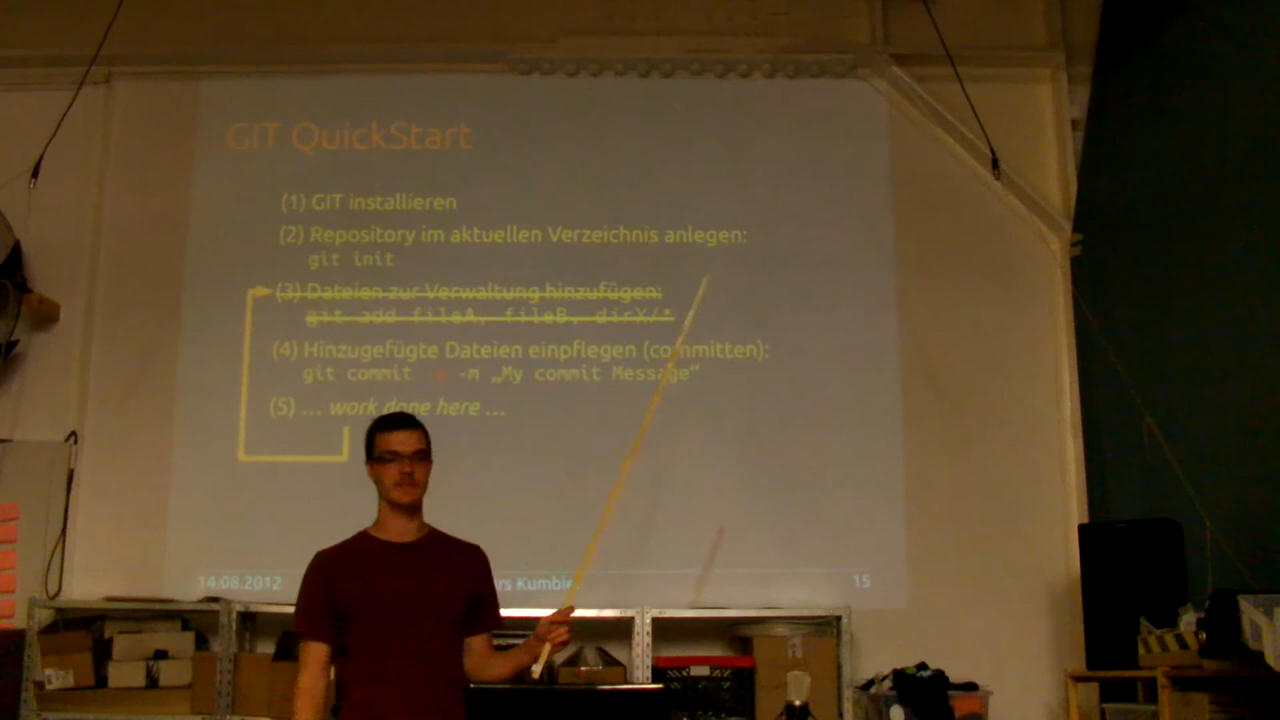 GIT QuickStart
(1) GIT installieren
(2) Repository im aktuellen Verzeichnis anlegen:
git init
(3) Dateien zur Verwaltung hinzufügen:
git add fileA, fileB, dirX/*
(4) Hinzugefügte Dateien einpflegen (committen):
git commit -m „My commit Message“
(5) ... work done here ...
14.08.2012
15